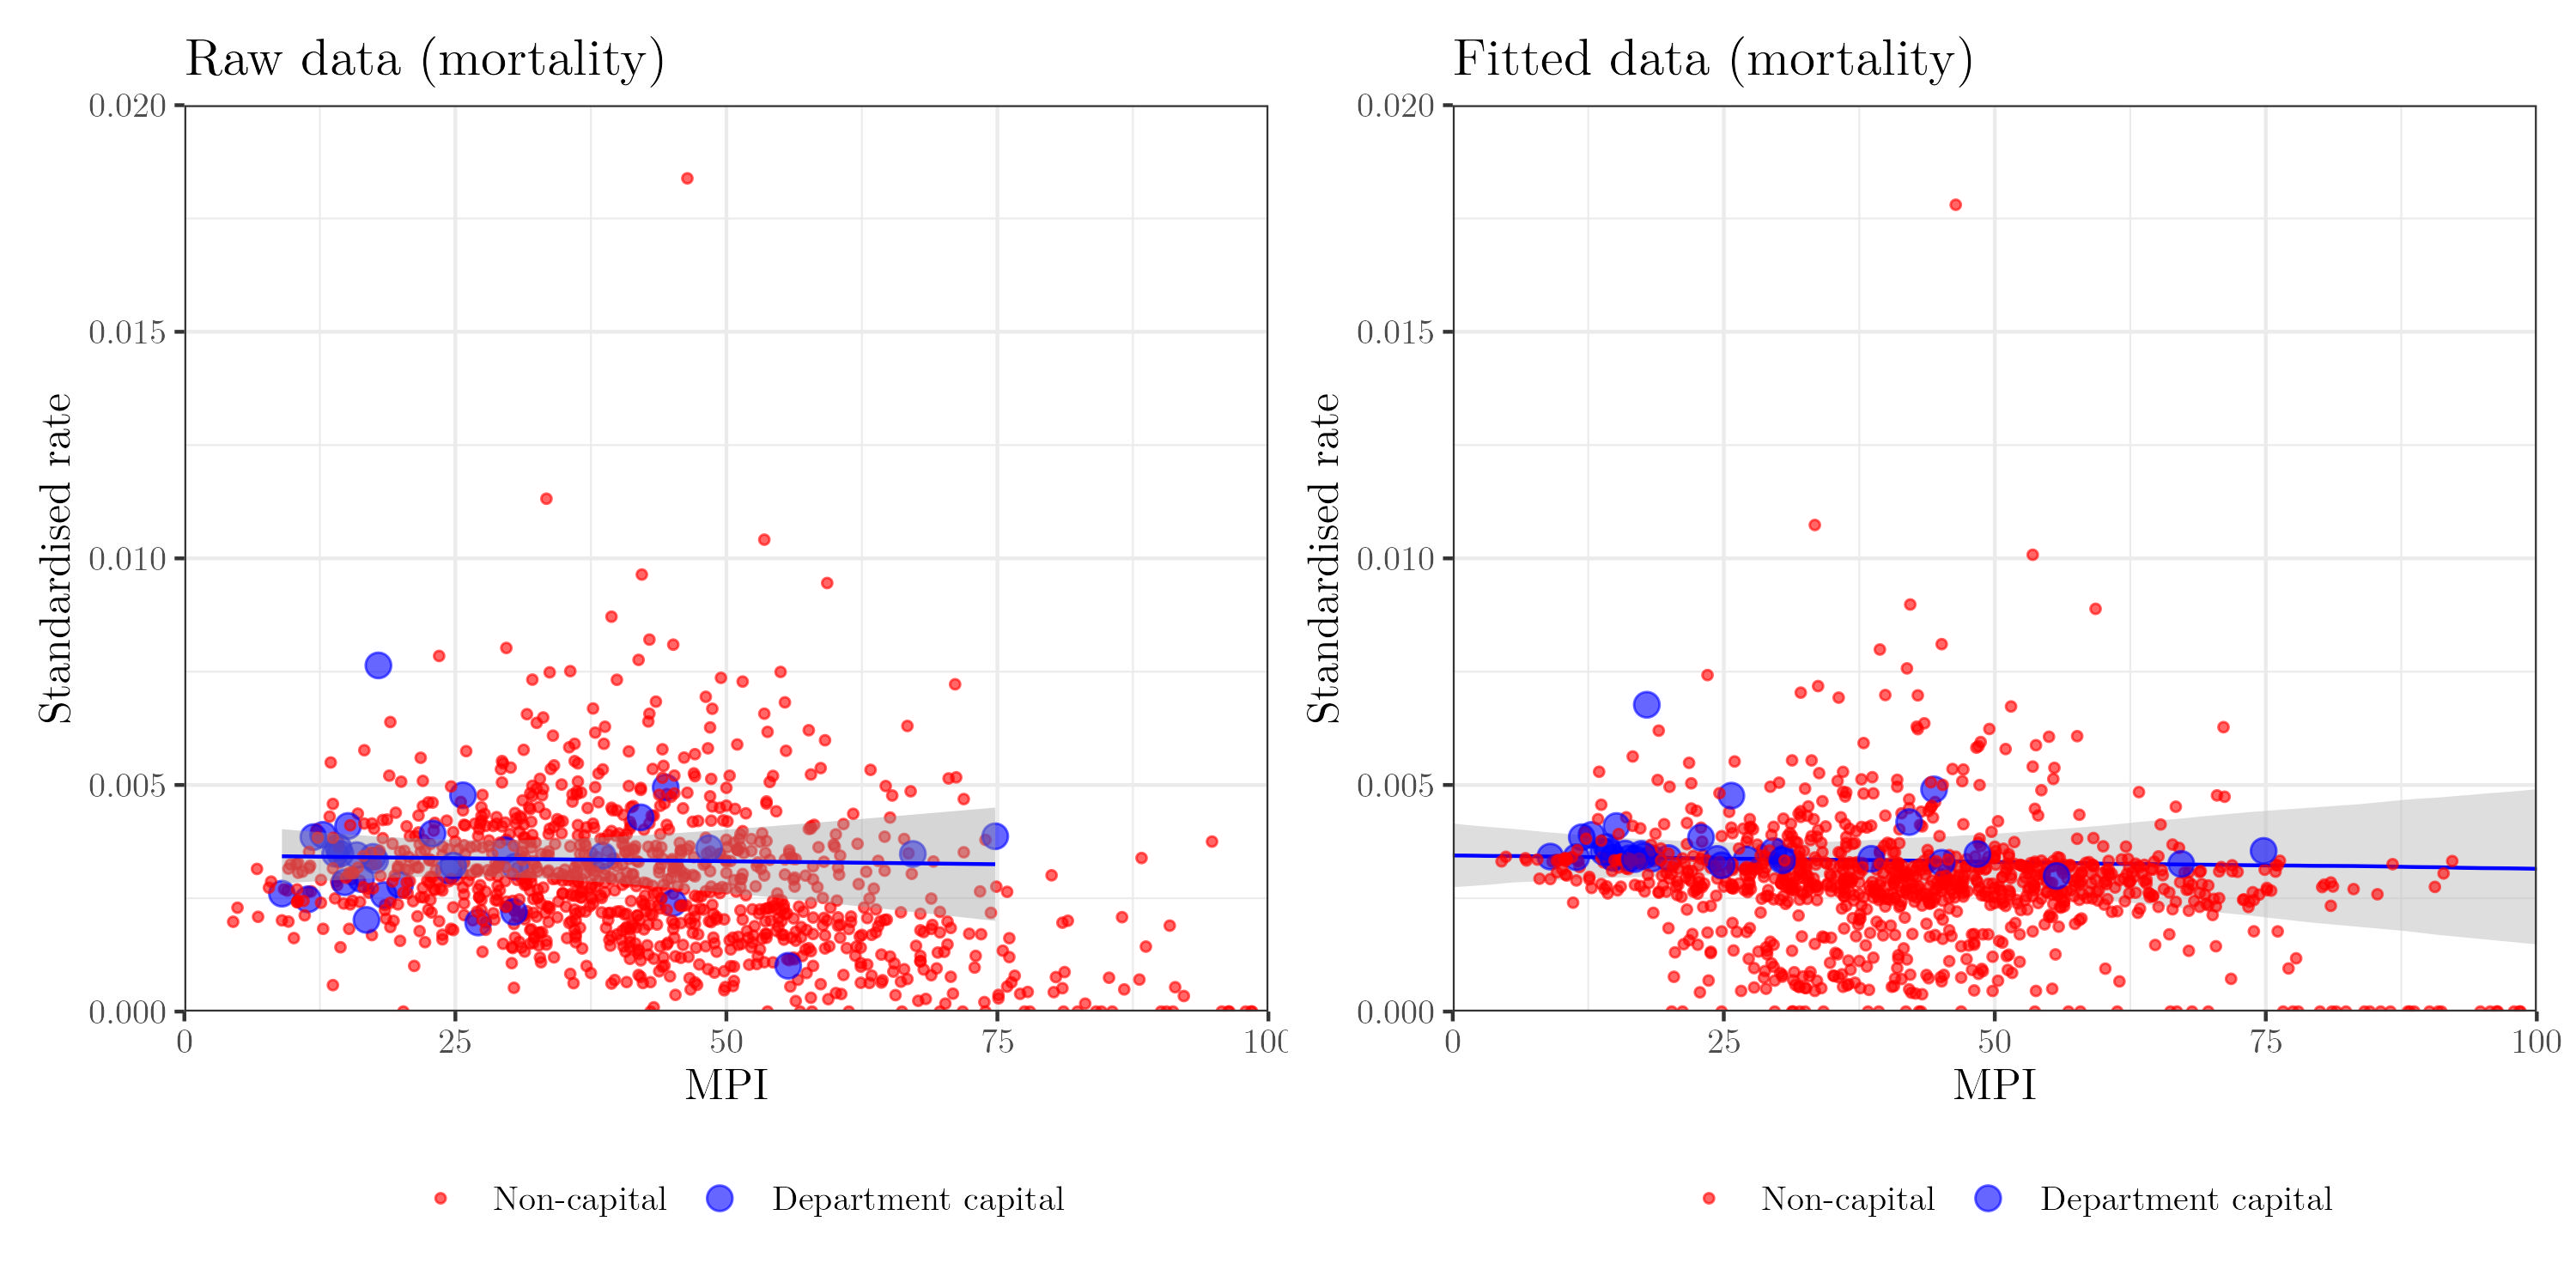 Raw data (mortality)
0.020
0.015
0.010
0.005
0.000
Standardised rate
0
25
50
75
100
MPI
Non-capital
Department capital
Fitted data (mortality)
0.020
0.015
0.010
0.005
0.000
Standardised rate
0
25
50
75
100
MPI
Non-capital
Department capital